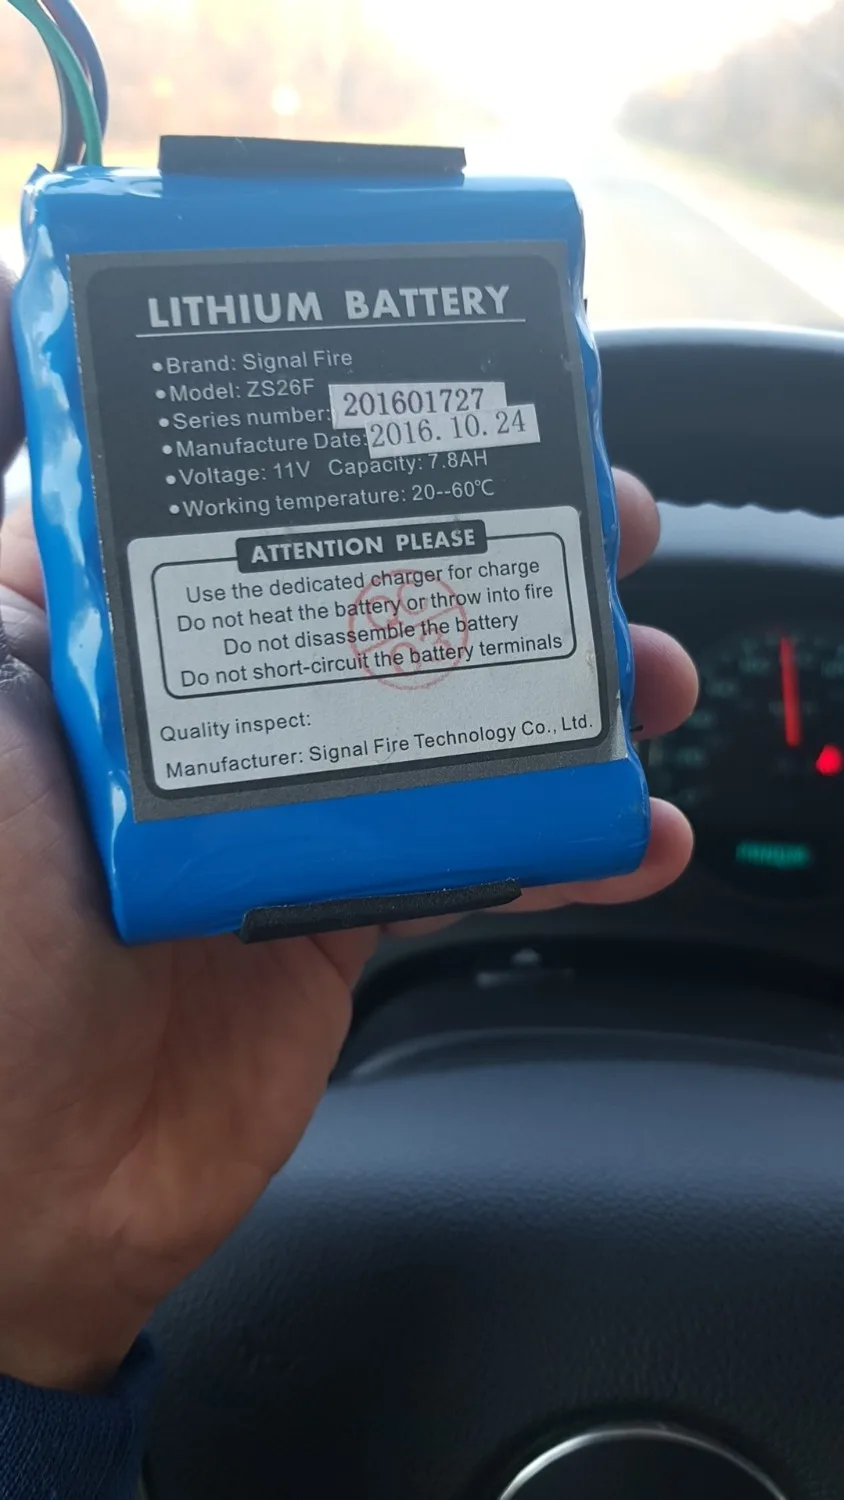 LITHIUM BATTERY
•Brand: Signal Fire
•Model: ZS26F
•Series number: 201601727
•Manufacture Date: 2016.10.24
•Voltage: 11V Capacity: 7.8AH
•Working temperature: 20--60℃
ATTENTION PLEASE
Use the dedicated charger for charge
Do not heat the battery or throw into fire
Do not disassemble the battery
Do not short-circuit the battery terminals
Quality inspect:
Manufacturer: Signal Fire Technology Co., Ltd.